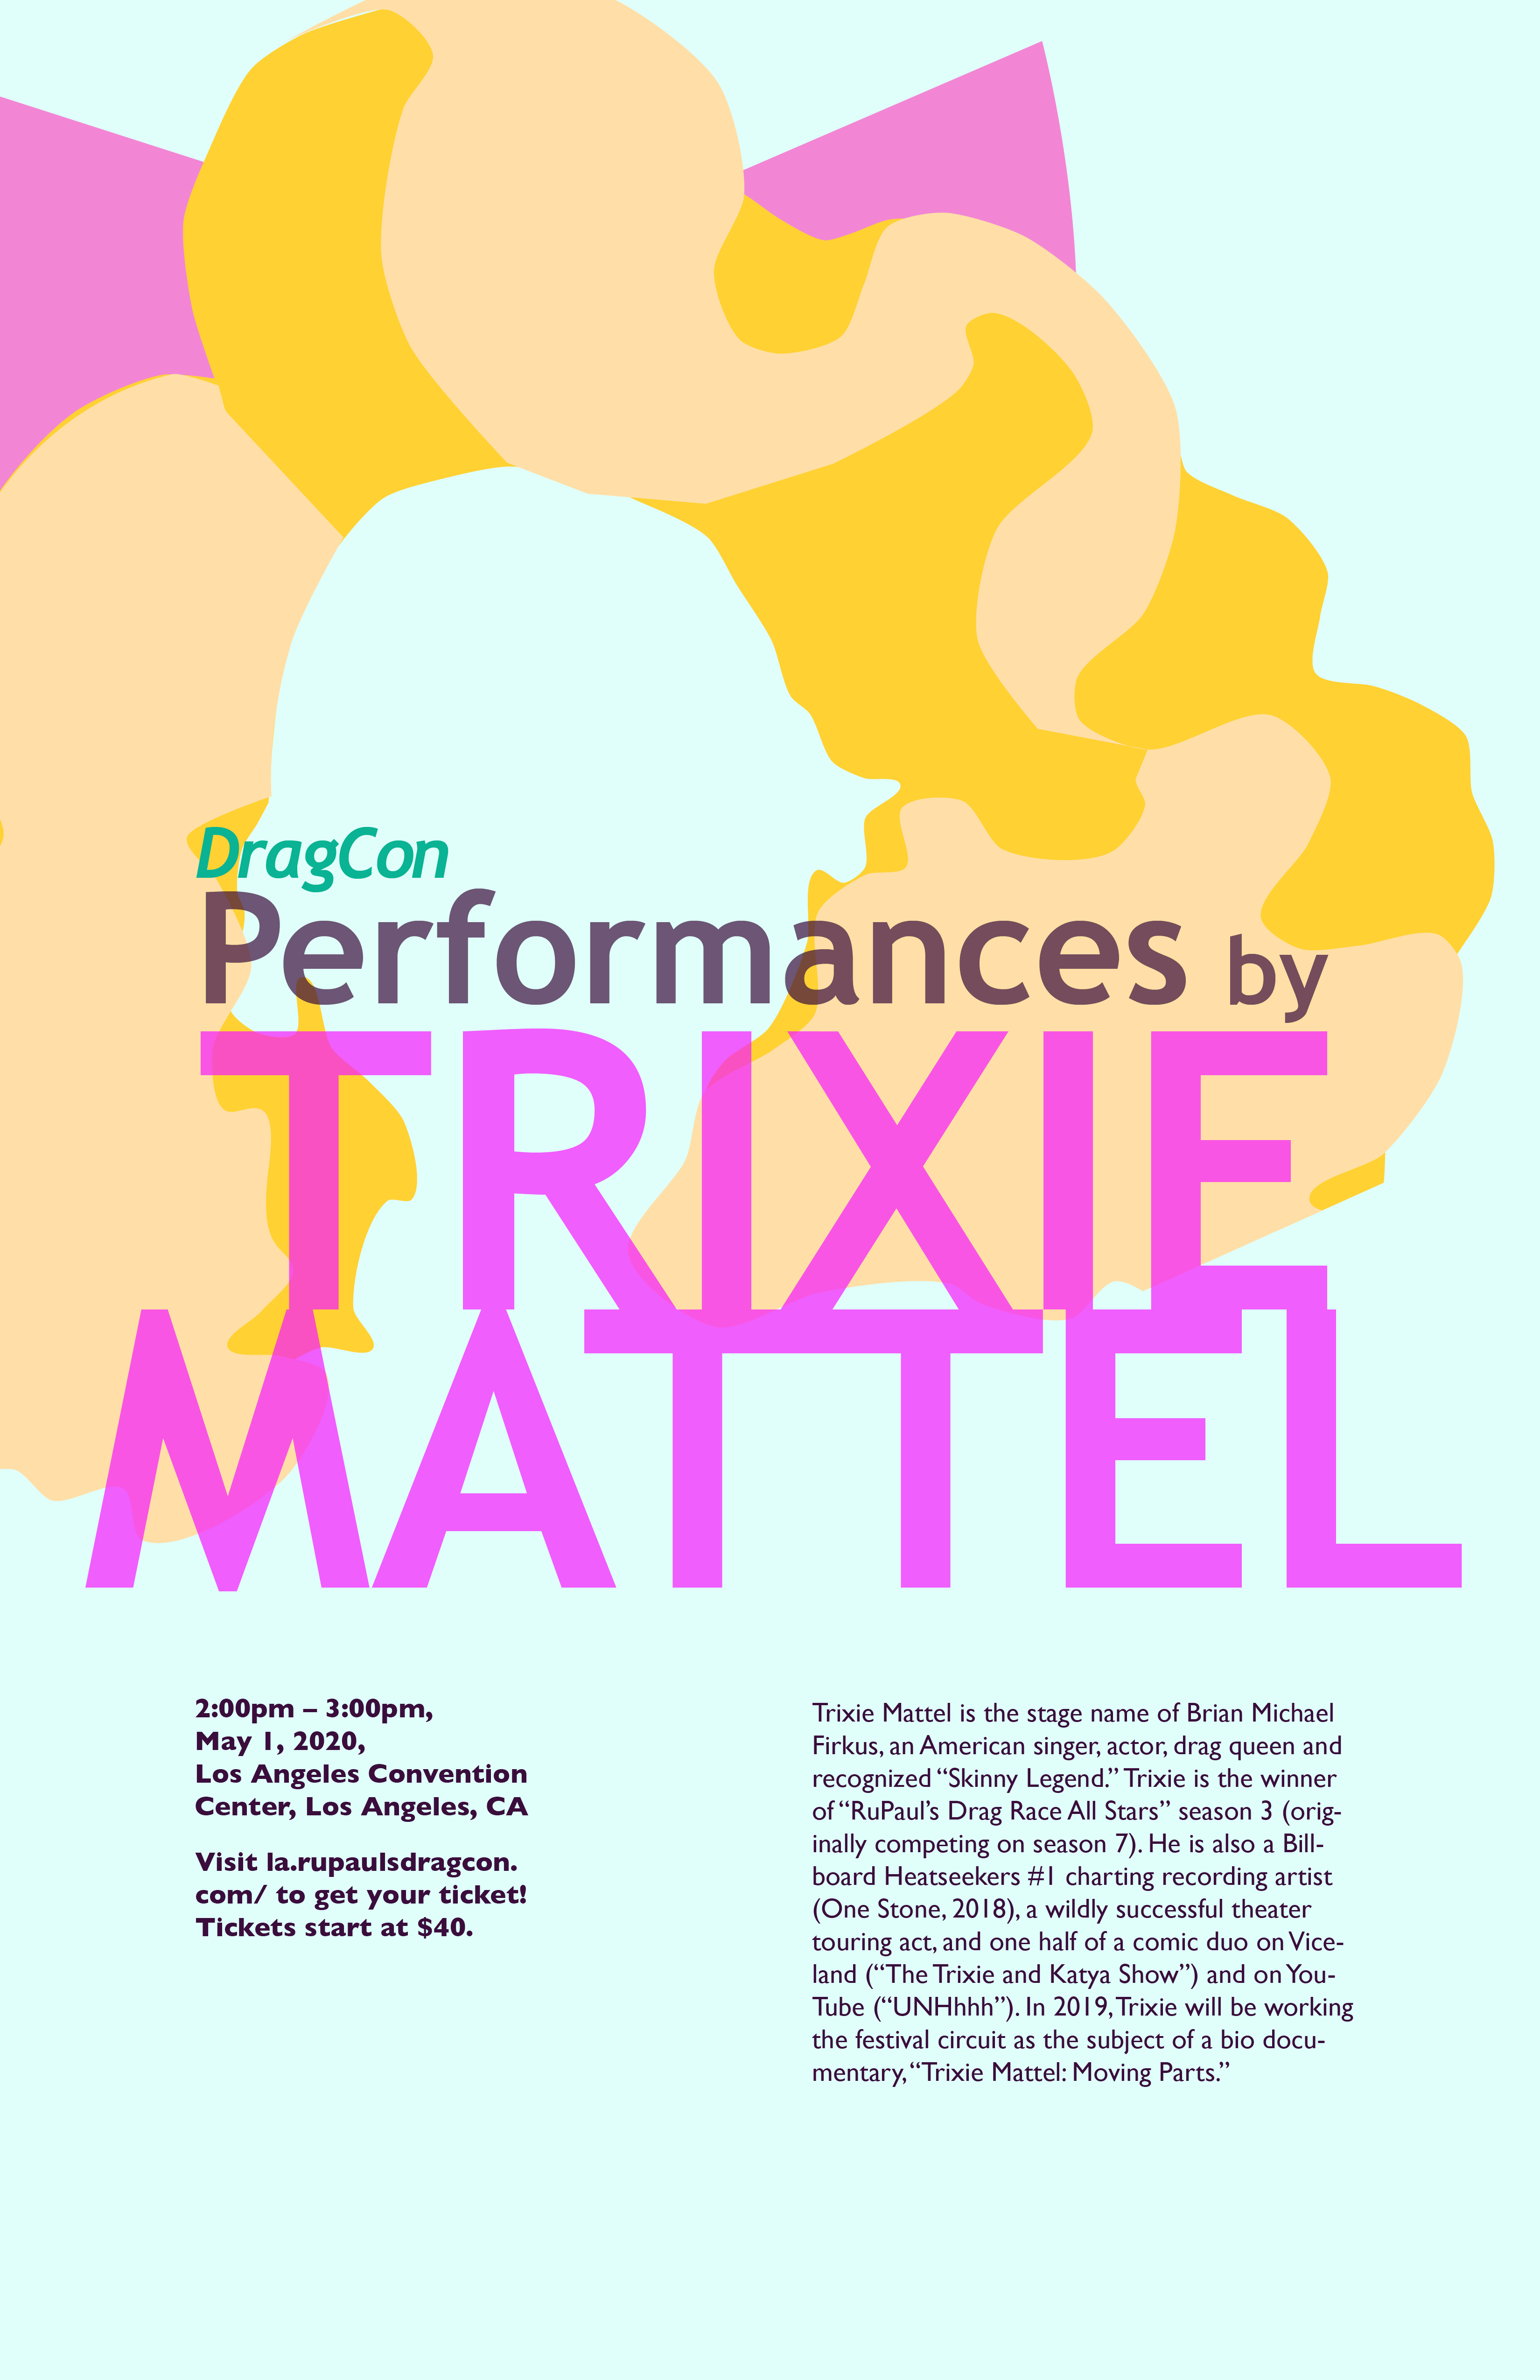 DragCon
Performances by
TRIXIE
MATTEL
2:00pm – 3:00pm,
May 1, 2020,
Los Angeles Convention
Center, Los Angeles, CA
Visit la.rupaulsdragcon.
com/ to get your ticket!
Tickets start at $40.
Trixie Mattel is the stage name of Brian Michael
Firkus, an American singer, actor, drag queen and
recognized “Skinny Legend.” Trixie is the winner
of “RuPaul’s Drag Race All Stars” season 3 (orig-
inally competing on season 7). He is also a Bill-
board Heatseekers #1 charting recording artist
(One Stone, 2018), a wildly successful theater
touring act, and one half of a comic duo on Vice-
land (“The Trixie and Katya Show”) and on You-
Tube (“UNHhhh”). In 2019, Trixie will be working
the festival circuit as the subject of a bio docu-
mentary, “Trixie Mattel: Moving Parts.”